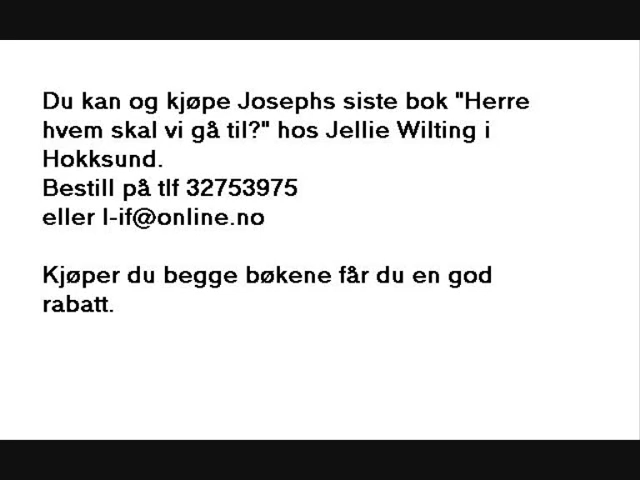 Du kan og kjøpe Josephs siste bok "Herre
hvem skal vi gå til?" hos Jellie Wilting i
Hokksund.
Bestill på tlf 32753975
eller l-if@online.no
Kjøper du begge bøkene får du en god
rabatt.